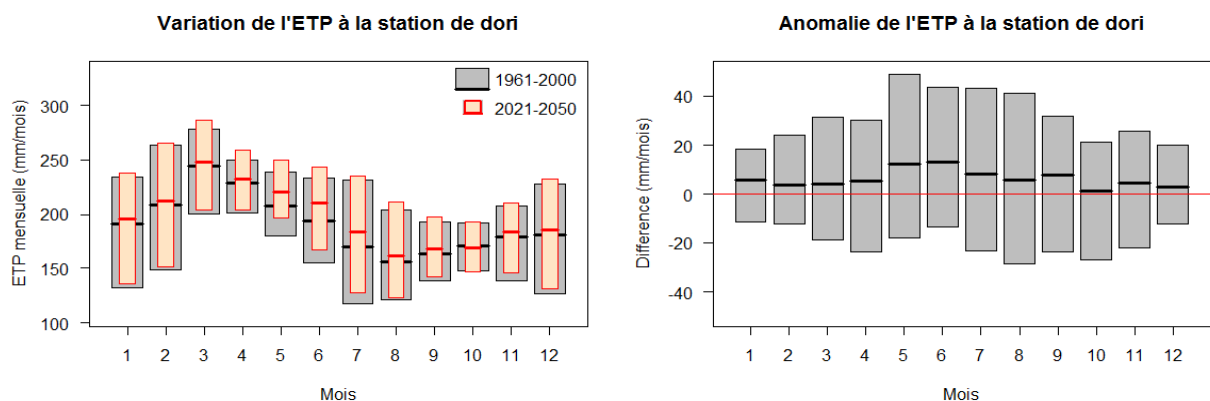 Variation de l'ETP à la station de dori
ETP mensuelle (mm/mois)
300
250
200
150
100
1961-2000
2021-2050
1 2 3 4 5 6 7 8 9 10 11 12
Mois
Anomalie de l'ETP à la station de dori
Difference (mm/mois)
40
20
0
-20
-40
1 2 3 4 5 6 7 8 9 10 11 12
Mois